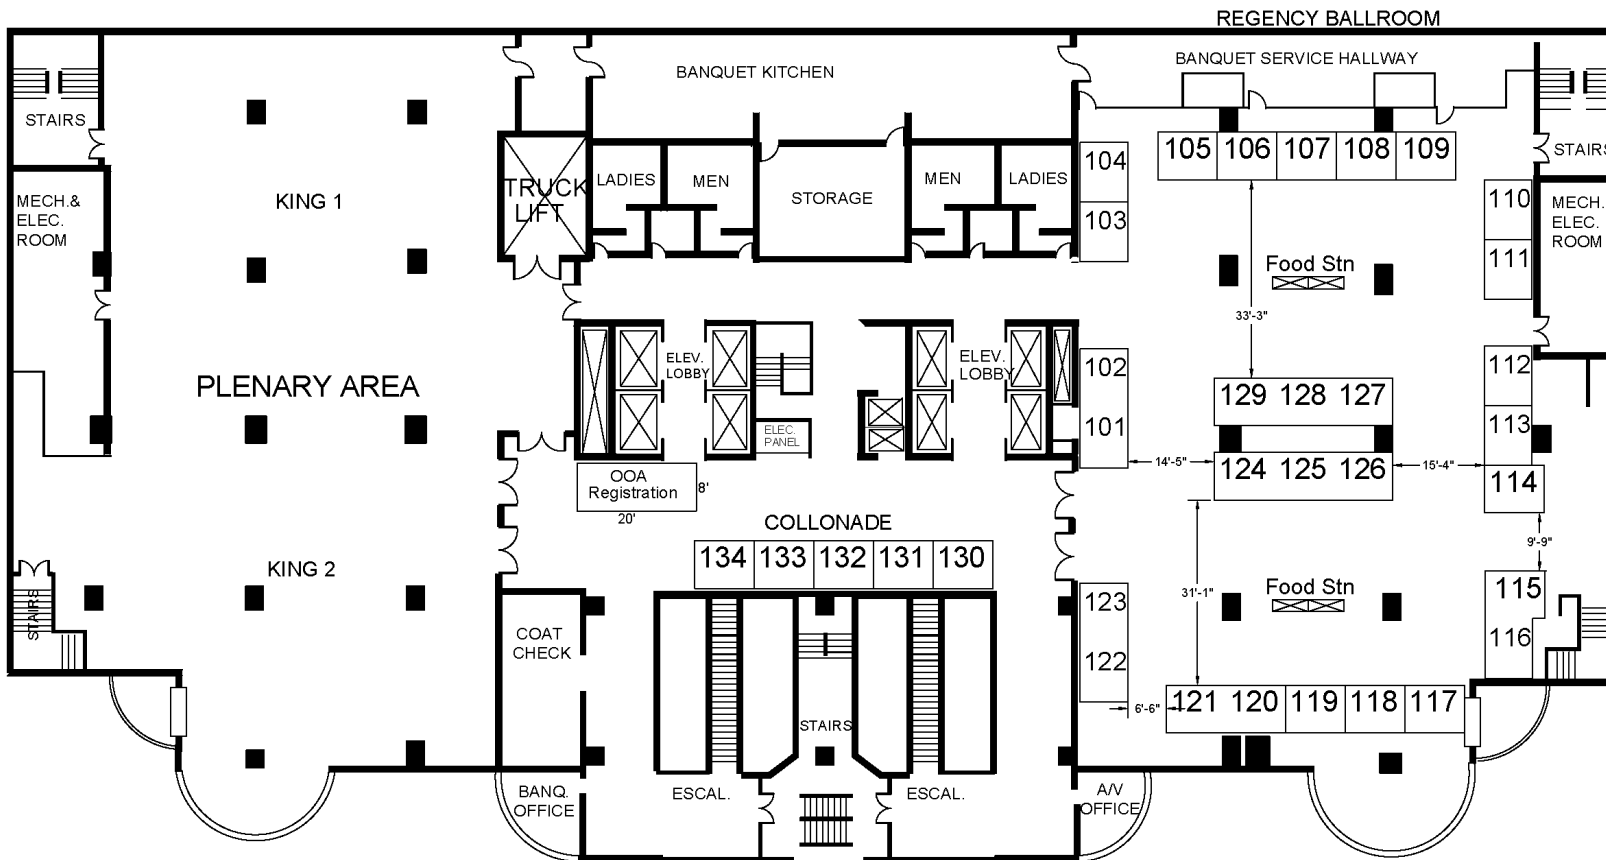 REGENCY BALLROOM
BANQUET KITCHEN
BANQUET SERVICE HALLWAY
STAIRS
STAIRS
MECH.&
ELEC.
ROOM
KING 1
TRUCK
LIFT
LADIES
MEN
STORAGE
MEN
LADIES
104
103
105
106
107
108
109
110
111
MECH.
ELEC.
ROOM
Food Stn
33'-3"
PLENARY AREA
ELEV.
LOBBY
ELEC.
PANEL
ELEV.
LOBBY
102
101
129 128 127
124 125 126
14'-5"
15'-4"
112
113
114
OOA
Registration
8'
20'
COLLONADE
134
133
132
131
130
9'-9"
KING 2
STAIRS
COAT
CHECK
123
122
31'-1"
Food Stn
115
116
6'-6"
121 120
119
118
117
STAIRS
BANQ.
OFFICE
ESCAL.
ESCAL.
A/V
OFFICE